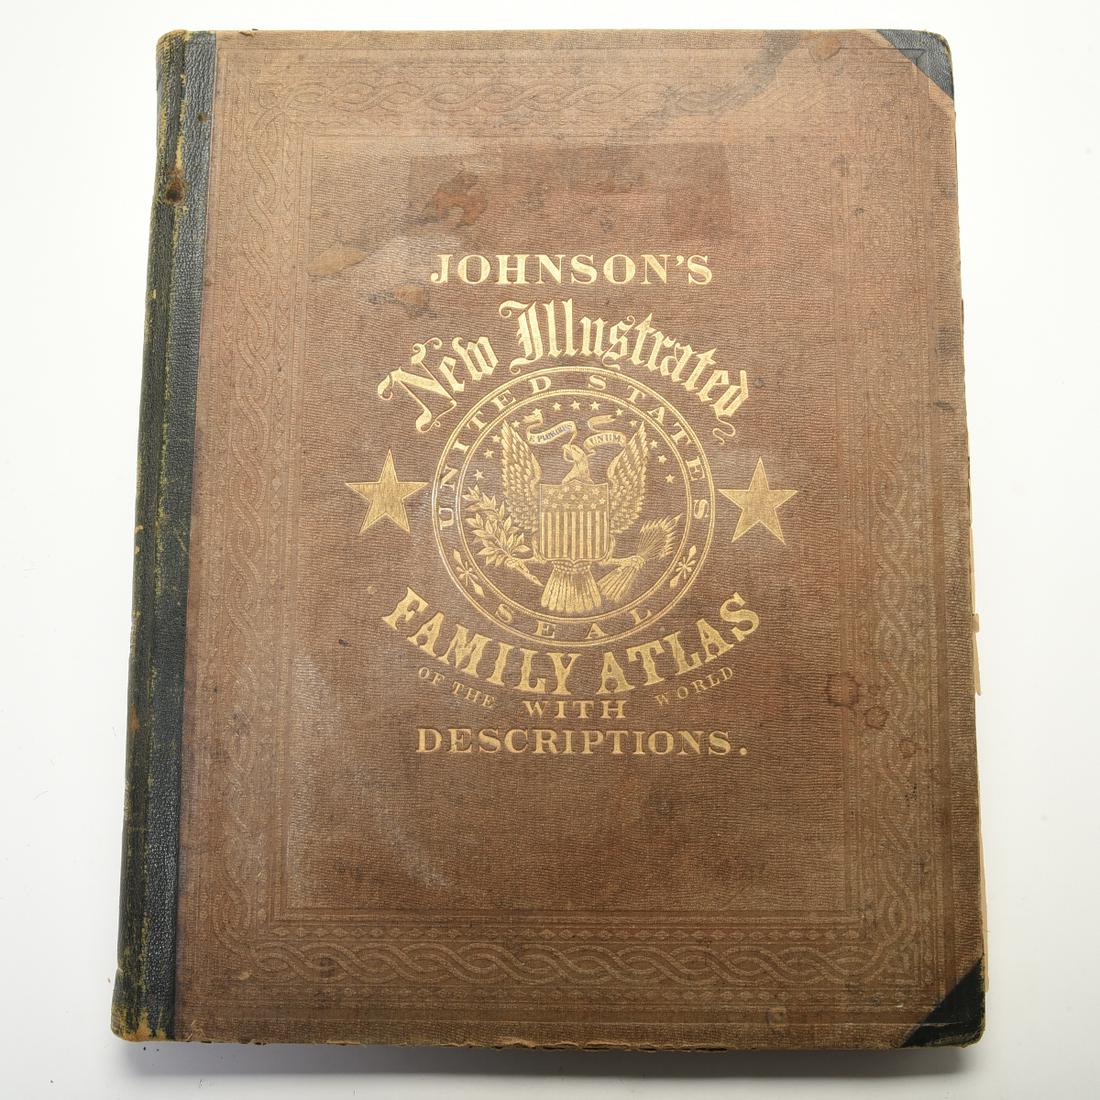 JOHNSON'S
New Illustrated
UNITED STATES
E PLURIBUS UNUM
SEAL
FAMILY ATLAS
OF THE WORLD
WITH
DESCRIPTIONS.